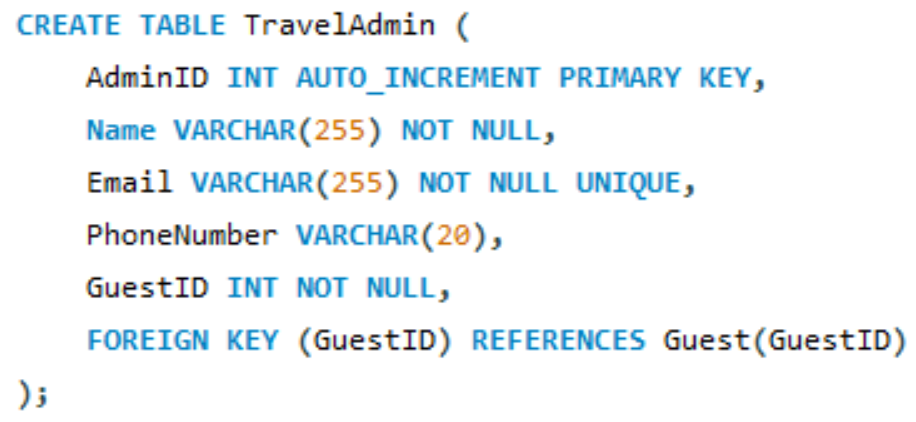 CREATE TABLE TravelAdmin (
    AdminID INT AUTO_INCREMENT PRIMARY KEY,
    Name VARCHAR(255) NOT NULL,
    Email VARCHAR(255) NOT NULL UNIQUE,
    PhoneNumber VARCHAR(20),
    GuestID INT NOT NULL,
    FOREIGN KEY (GuestID) REFERENCES Guest(GuestID)
);